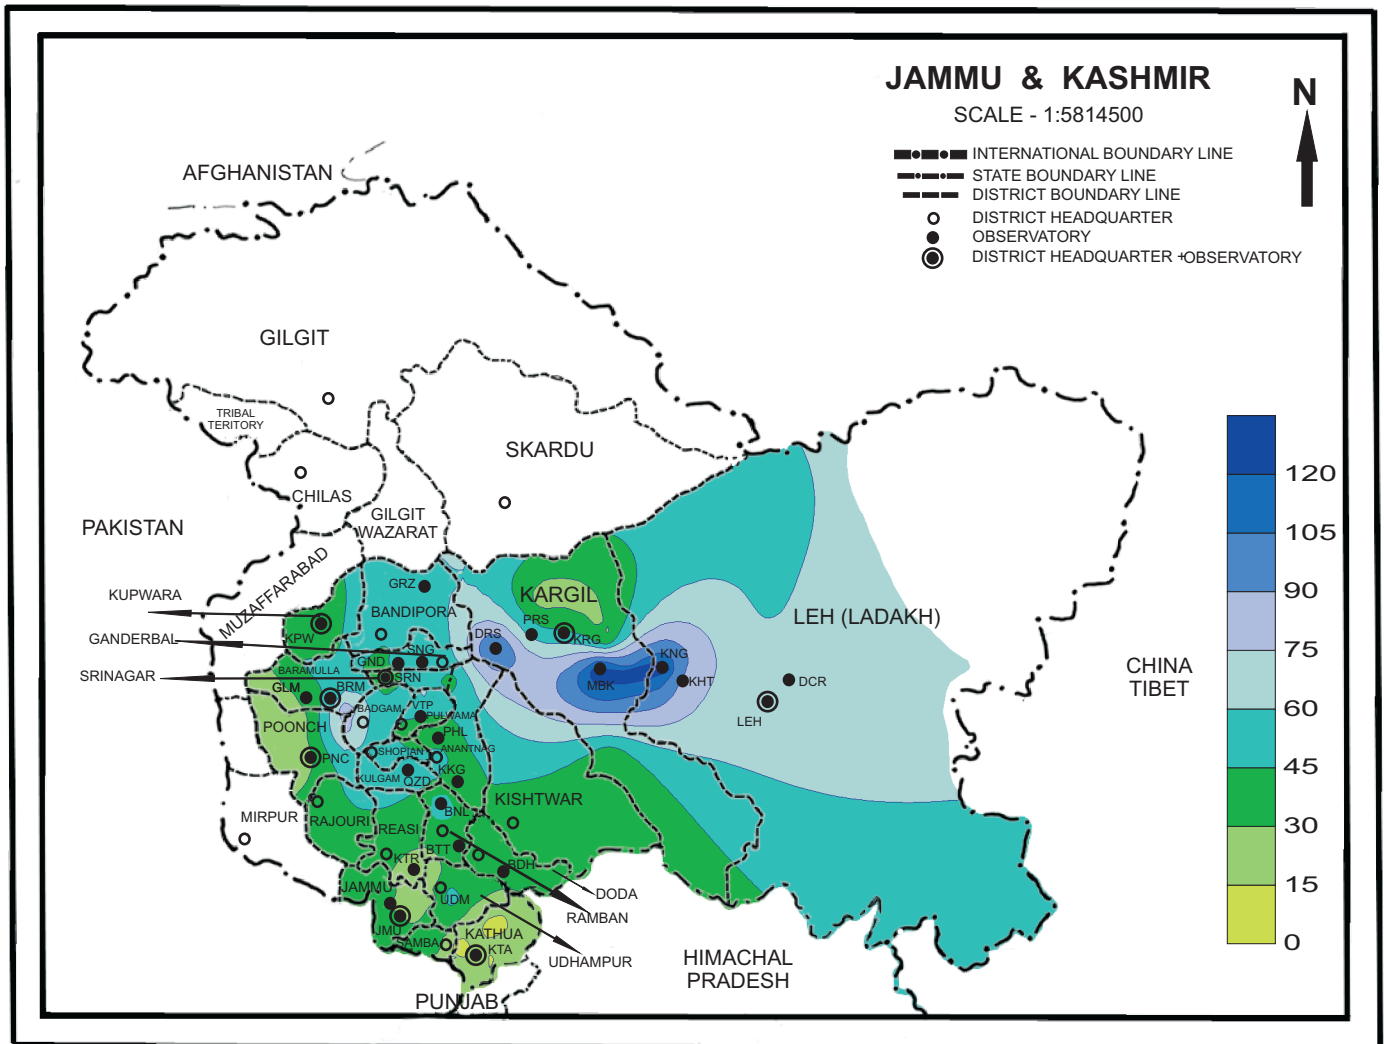 JAMMU & KASHMIR
SCALE - 1:5814500
N
INTERNATIONAL BOUNDARY LINE
STATE BOUNDARY LINE
DISTRICT BOUNDARY LINE
DISTRICT HEADQUARTER
OBSERVATORY
DISTRICT HEADQUARTER +OBSERVATORY
AFGHANISTAN
GILGIT
TRIBAL
TERITORY
SKARDU
CHILAS
GILGIT
WAZARAT
PAKISTAN
MUZAFFARABAD
KUPWARA
GANDERBAL
SRINAGAR
GRZ
BANDIPORA
KPW
KARGIL
PRS
KRG
DRS
LEH (LADAKH)
CHINA
TIBET
SNG
GND
SRN
BARAMULLA
GLM
BRM
MBK
KNG
KHT
DCR
LEH
BADGAM
VTP
PULWAMA
POONCH
PHL
PNC
SHOPIAN
ANANTNAG
KULGAM
QZD
KKG
KISHTWAR
MIRPUR
RAJOURI
REASI
BNL
BTT
KTR
BDH
JAMMU
UDM
DODA
RAMBAN
JMU
SAMBA
KATHUA
KTA
UDHAMPUR
HIMACHAL
PRADESH
PUNJAB
120
105
90
75
60
45
30
15
0